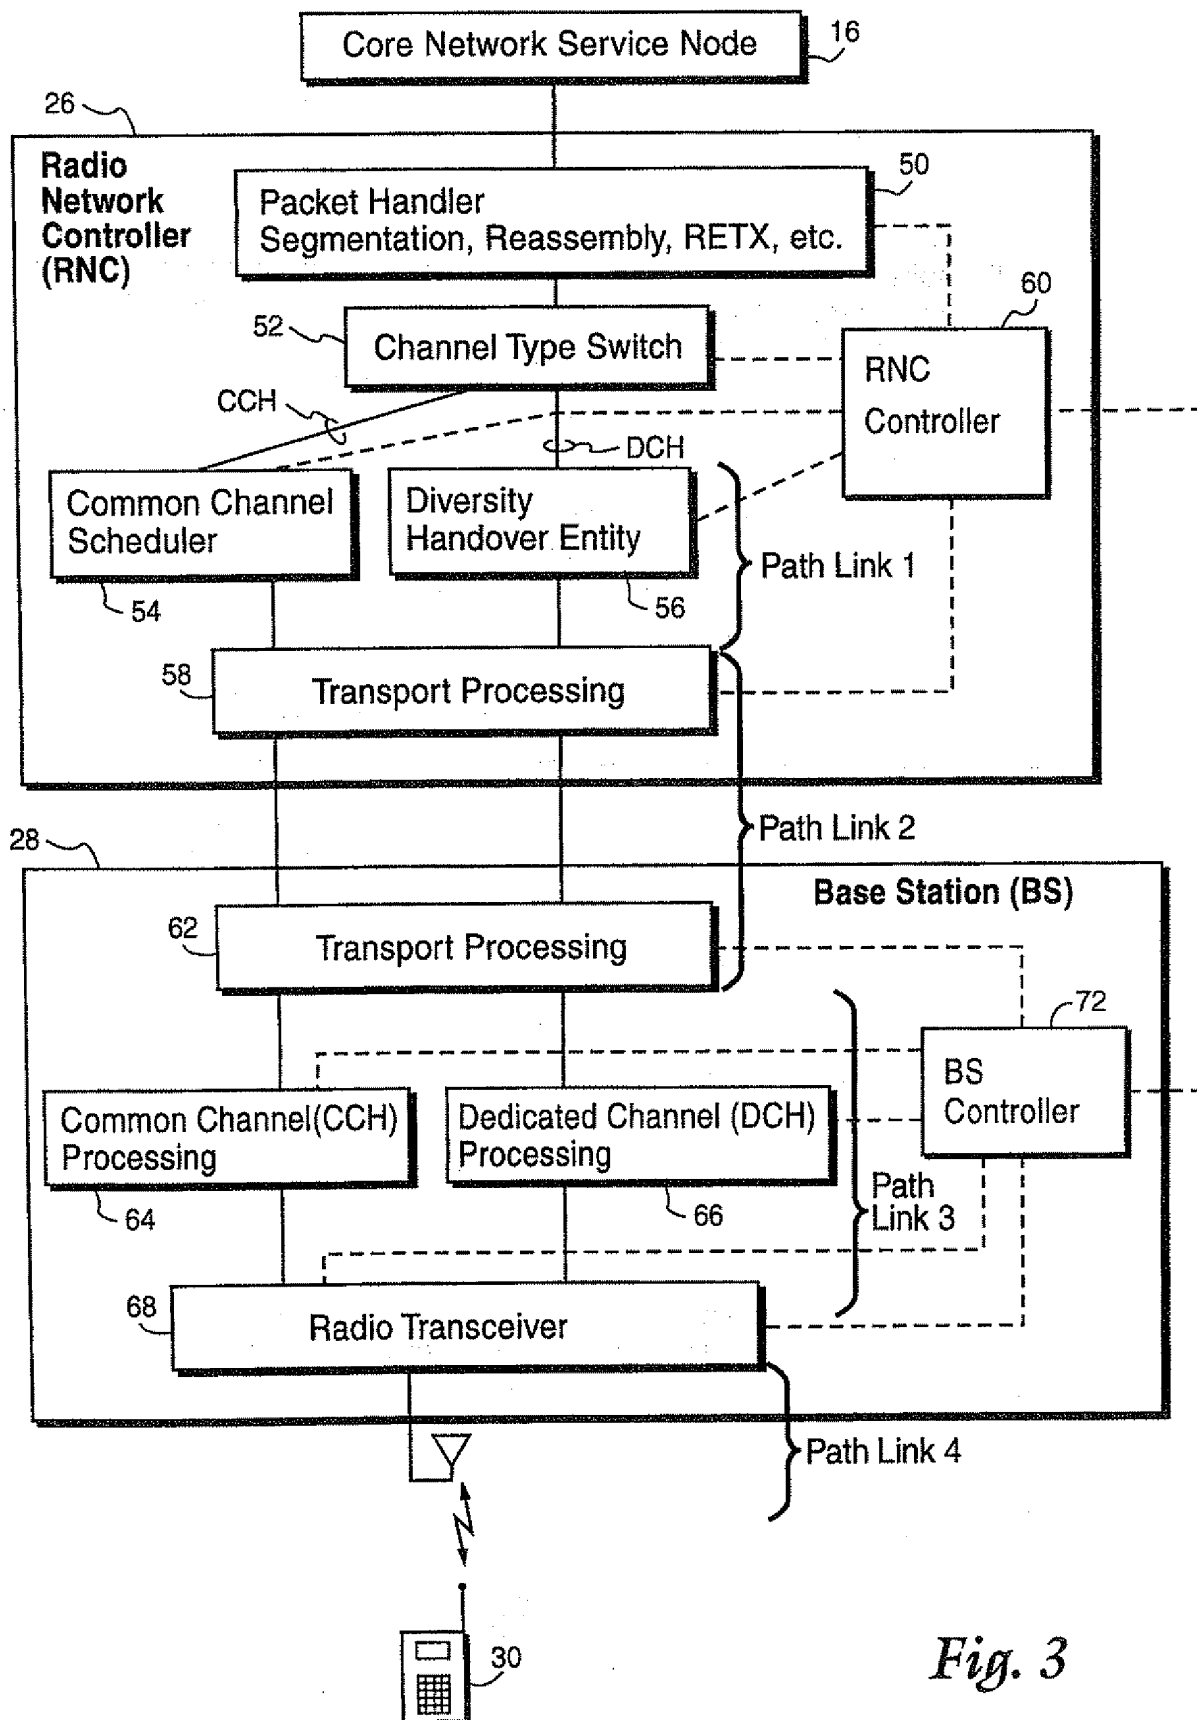 Core Network Service Node
16
26
Radio
Network
Controller
(RNC)
50
Packet Handler
Segmentation, Reassembly, RETX, etc.
60
52
Channel Type Switch
RNC
Controller
CCH
DCH
Common Channel
Scheduler
Diversity
Handover Entity
Path Link 1
54
56
58
Transport Processing
Path Link 2
28
Base Station (BS)
62
Transport Processing
72
BS
Controller
Common Channel(CCH)
Processing
Dedicated Channel (DCH)
Processing
64
66
Path
Link 3
68
Radio Transceiver
Path Link 4
30
Fig. 3